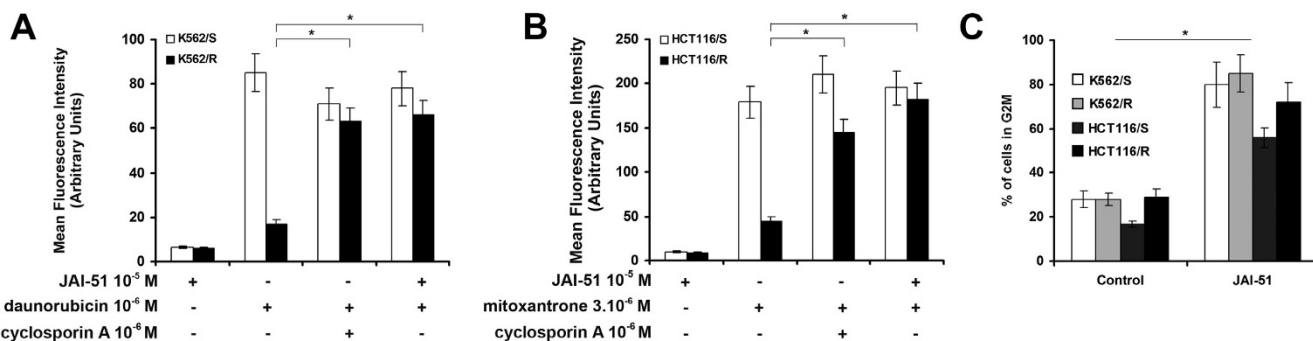 A
Mean Fluorescence Intensity
(Arbitrary Units)
100
80
60
40
20
0
K562/S
K562/R
*
*
JAI-51 10-5 M + - - +
daunorubicin 10-6 M - + + +
cyclosporin A 10-6 M - - + -
B
Mean Fluorescence Intensity
(Arbitrary Units)
250
200
150
100
50
0
HCT116/S
HCT116/R
*
*
JAI-51 10-5 M + - - +
mitoxantrone 3.10-6 M - + + +
cyclosporin A 10-6 M - - + -
C
% of cells in G2M
100
80
60
40
20
0
*
K562/S
K562/R
HCT116/S
HCT116/R
Control JAI-51